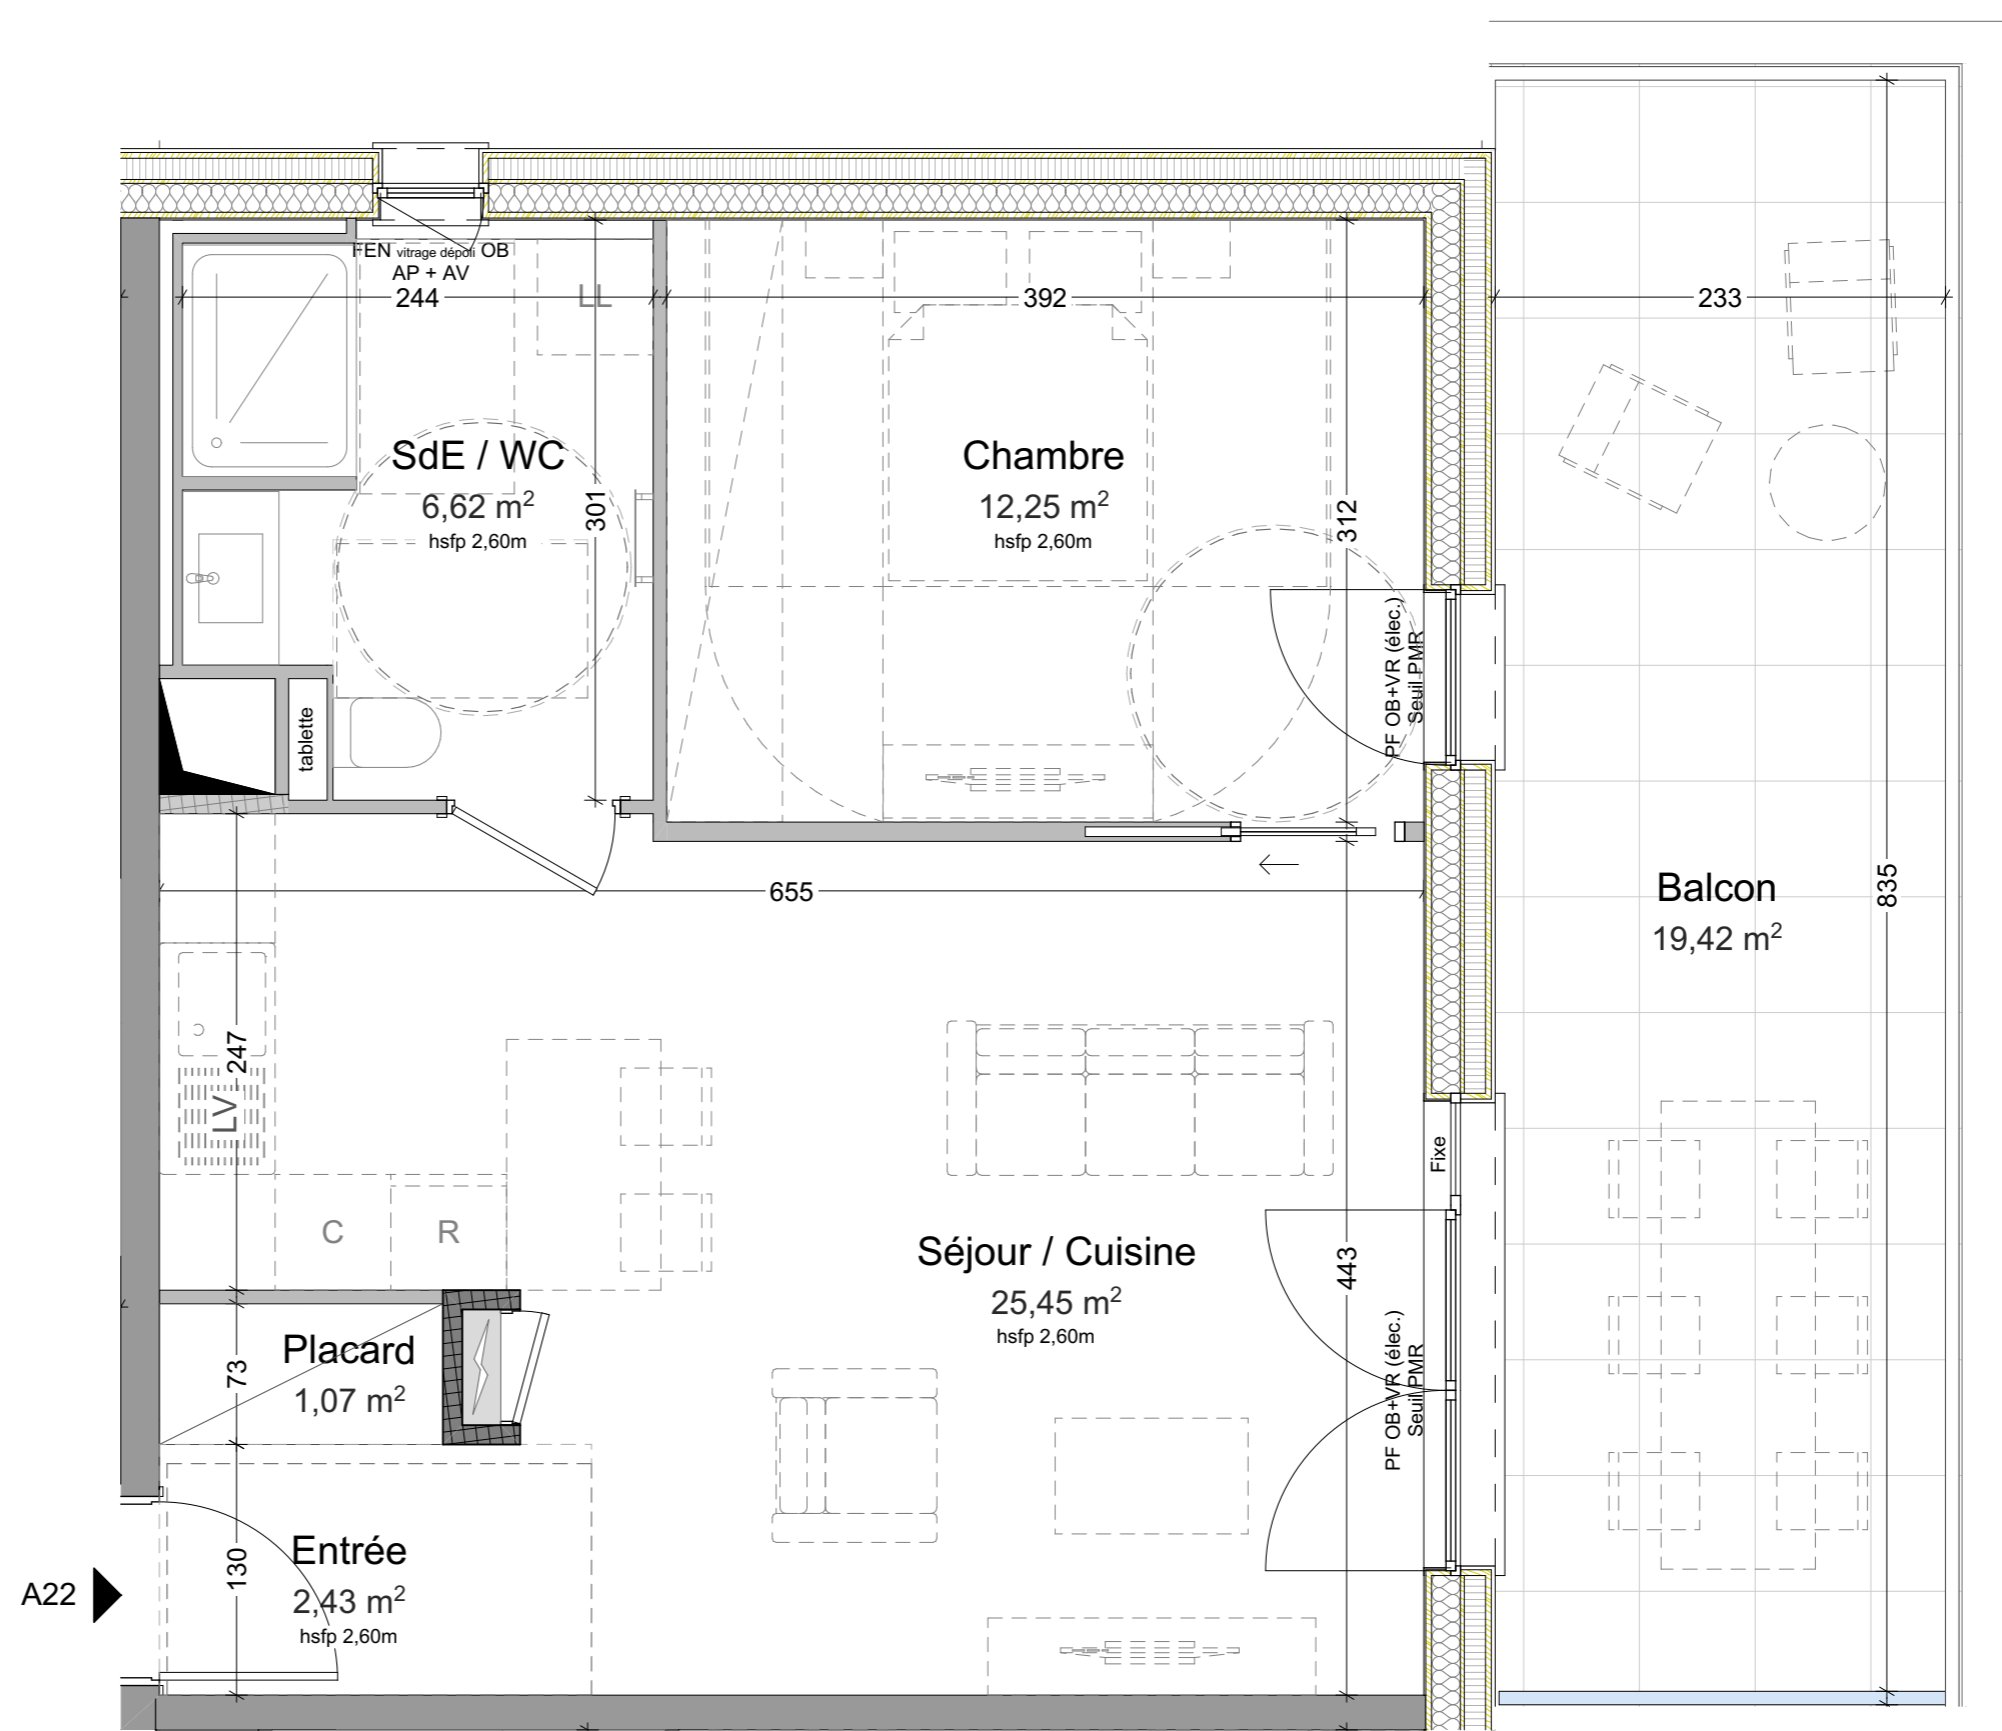 FEN vitrage dépoli OB
AP + AV
244
LL
392
233
SdE / WC
6,62 m²
hsfp 2,60m
301
Chambre
12,25 m²
hsfp 2,60m
312
PF OB+VR (élec.)
Seuil PMR
tablette
655
Balcon
19,42 m²
835
247
LV
C
R
Fixe
Séjour / Cuisine
25,45 m²
hsfp 2,60m
443
PF OB+VR (élec.)
Seuil PMR
Placard
1,07 m²
73
Entrée
2,43 m²
hsfp 2,60m
130
A22